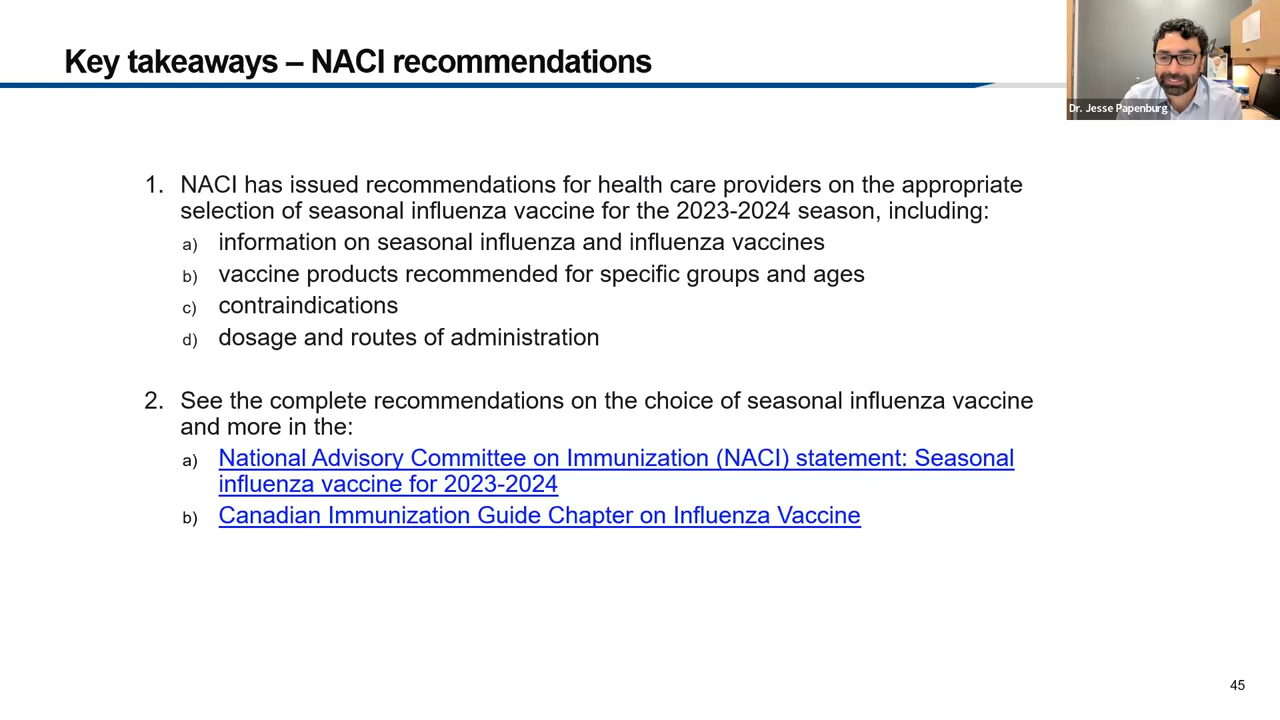 Key takeaways – NACI recommendations
Dr. Jesse Papenburg
1. NACI has issued recommendations for health care providers on the appropriate
selection of seasonal influenza vaccine for the 2023-2024 season, including:
a) information on seasonal influenza and influenza vaccines
b) vaccine products recommended for specific groups and ages
c) contraindications
d) dosage and routes of administration
2. See the complete recommendations on the choice of seasonal influenza vaccine
and more in the:
a) National Advisory Committee on Immunization (NACI) statement: Seasonal
influenza vaccine for 2023-2024
b) Canadian Immunization Guide Chapter on Influenza Vaccine
45